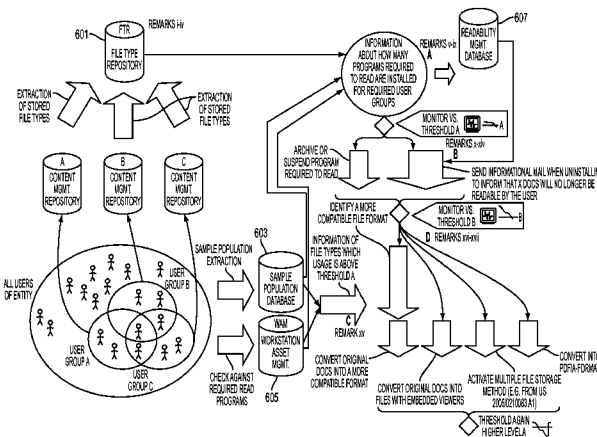 601
FTR
REMARKS i-iv
FILE TYPE
REPOSITORY
EXTRACTION
OF STORED
FILE TYPES
EXTRACTION
OF STORED
FILE TYPES
A
CONTENT
MGMT.
REPOSITORY
B
CONTENT
MGMT.
REPOSITORY
C
CONTENT
MGMT.
REPOSITORY
ALL USERS
OF ENTITY
USER
GROUP B
USER
GROUP A
USER
GROUP C
SAMPLE POPULATION
EXTRACTION
CHECK AGAINST
REQUIRED READ
PROGRAMS
603
SAMPLE
POPULATION
DATABASE
WAM
WORKSTATION
ASSET
MGMT.
605
INFORMATION
ABOUT HOW MANY
PROGRAMS REQUIRED
TO READ ARE INSTALLED
FOR REQUIRED USER
GROUPS
REMARKS v-ix
A
607
READABILITY
MGMT.
DATABASE
MONITOR VS.
THRESHOLD A
A
REMARKS x-xiv
B
ARCHIVE OR
SUSPEND PROGRAM
REQUIRED TO READ
SEND INFORMATIONAL MAIL WHEN UNINSTALLIN
TO INFORM THAT X DOCS WILL NO LONGER BE
READABLE BY THE USER
IDENTIFY A MORE
COMPATIBLE FILE FORMAT
MONITOR VS.
THRESHOLD B
B
D REMARKS xvi-xvii
INFORMATION OF
FILE TYPES WHICH
USAGE IS ABOVE
THRESHOLD A
C
REMARK xv
CONVERT ORIGINAL
DOCS INTO A MORE
COMPATIBLE FORMAT
CONVERT ORIGINAL DOCS INTO
FILES WITH EMBEDDED VIEWERS
ACTIVATE MULTIPLE FILE STORAGE
METHOD (E.G. FROM US
2005/0210083 A1)
CONVERT INTO
PDF/A-FORMAT
THRESHOLD AGAIN
HIGHER LEVEL A